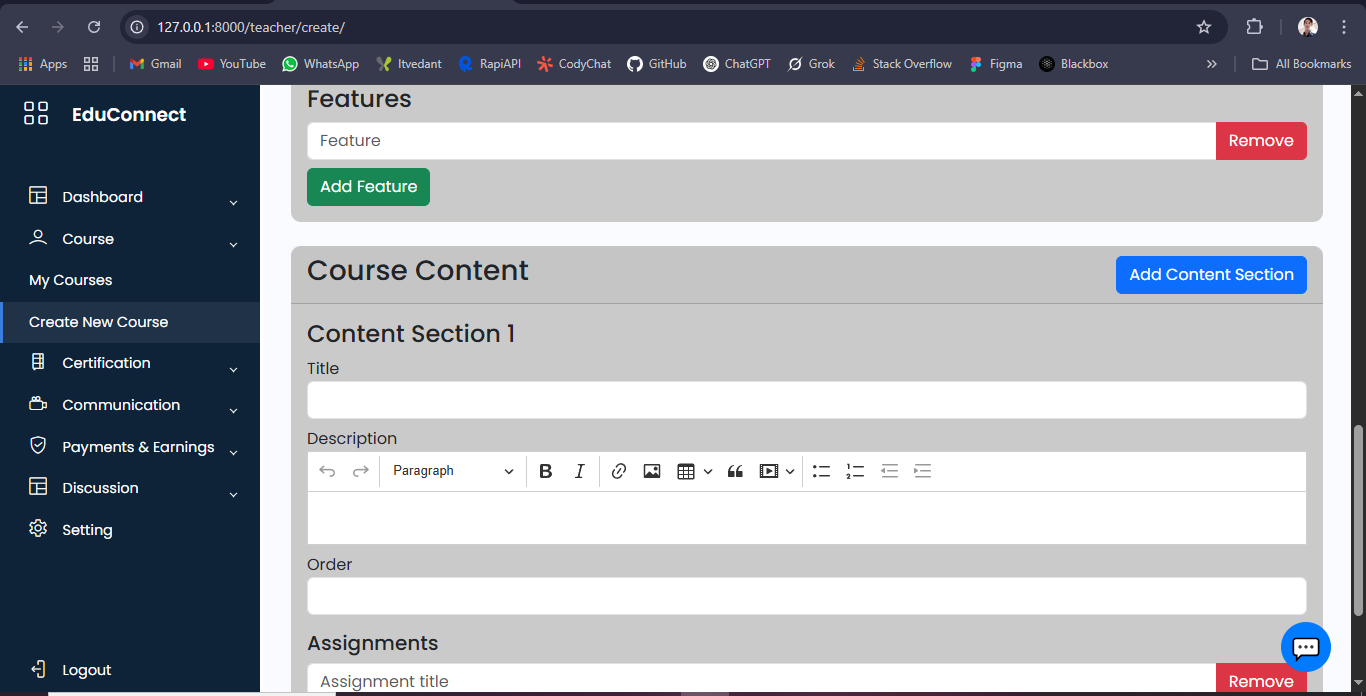 127.0.0.1:8000/teacher/create/
Apps Gmail YouTube WhatsApp Itvedant RapiAPI CodyChat GitHub ChatGPT Grok Stack Overflow Figma Blackbox » All Bookmarks
EduConnect
Dashboard
Course
My Courses
Create New Course
Certification
Communication
Payments & Earnings
Discussion
Setting
Logout
Features
Feature Remove
Add Feature
Course Content Add Content Section
Content Section 1
Title
Description
Paragraph B I
Order
Assignments
Assignment title Remove